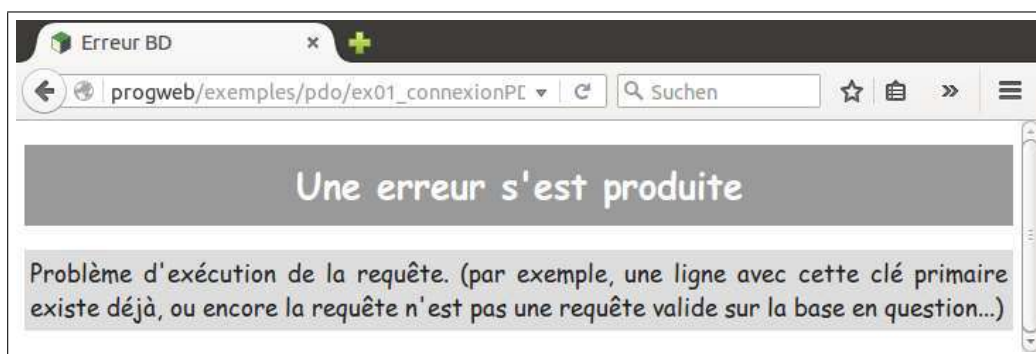 Erreur BD
progweb/exemples/pdo/ex01_connexionPD
Suchen
Une erreur s'est produite
Problème d'exécution de la requête. (par exemple, une ligne avec cette clé primaire
existe déjà, ou encore la requête n'est pas une requête valide sur la base en question...)